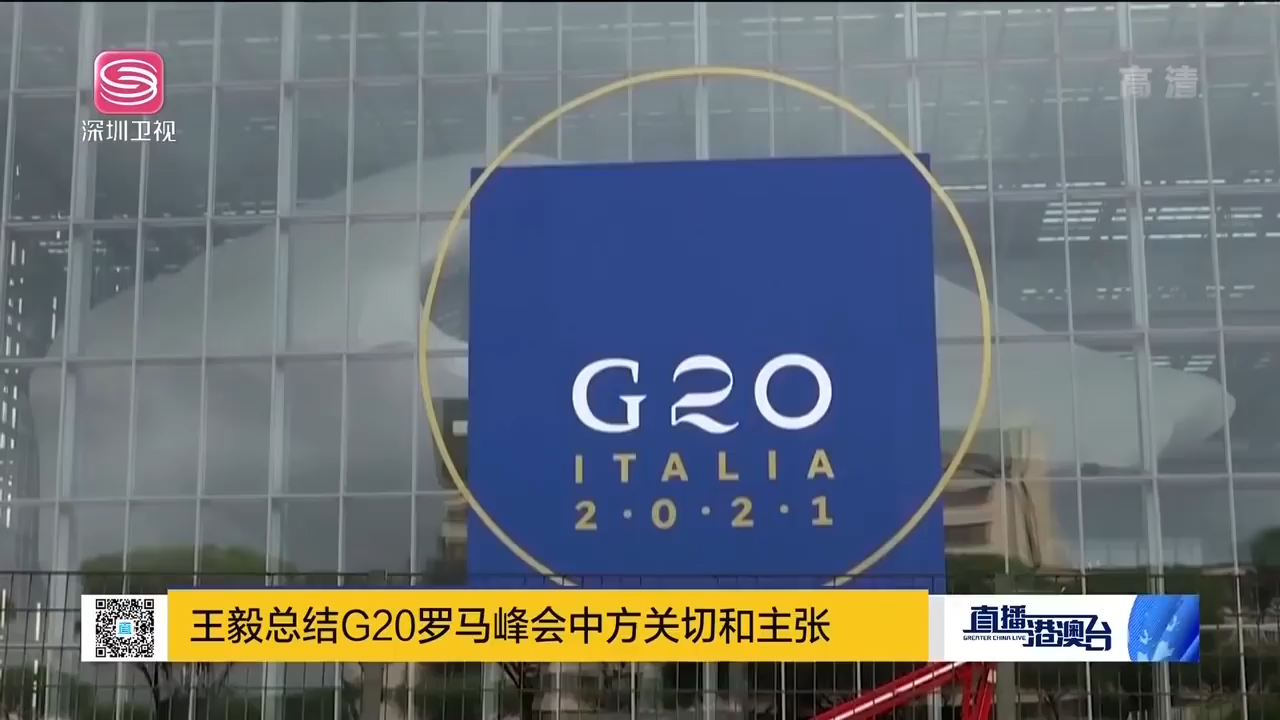 深圳卫视
高清
G20
ITALIA
2·0·2·1
王毅总结G20罗马峰会中方关切和主张
直
直播港澳台
GREATER CHINA LIVE